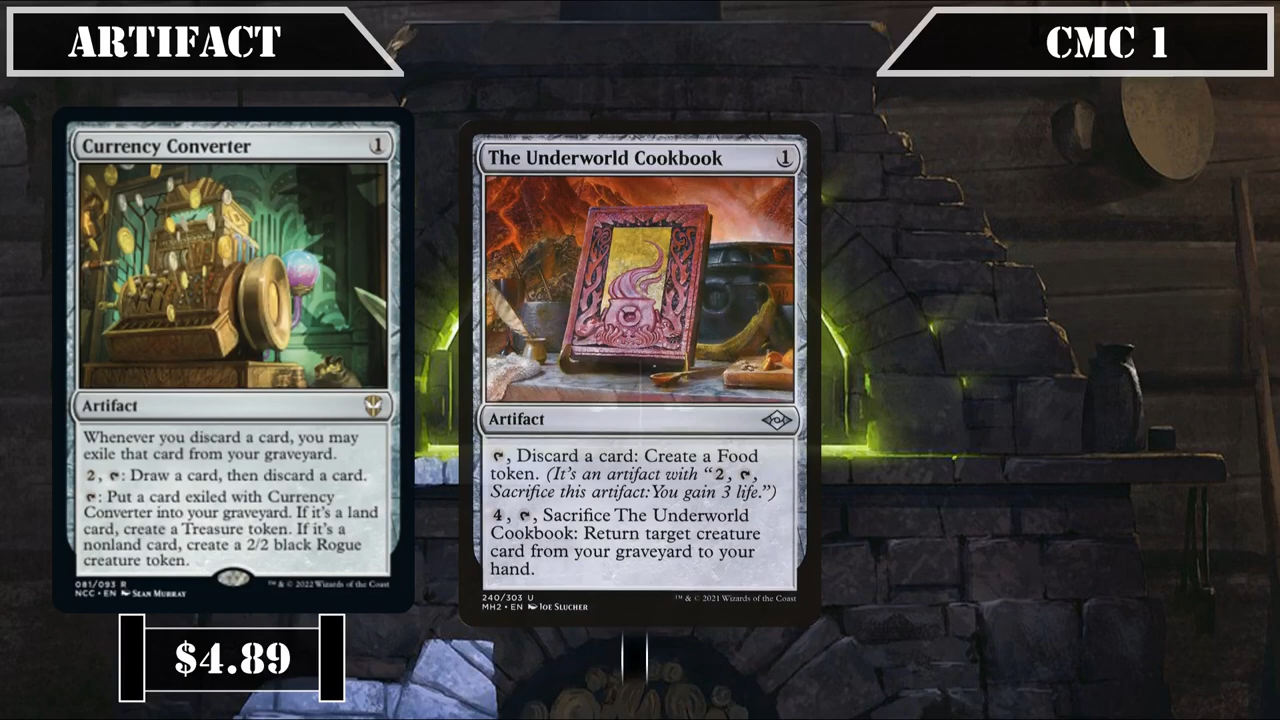 ARTIFACT
CMC 1
Currency Converter 1
Artifact
Whenever you discard a card, you may
exile that card from your graveyard.
2, T: Draw a card, then discard a card.
T: Put a card exiled with Currency
Converter into your graveyard. If it's a land
card, create a Treasure token. If it's a
nonland card, create a 2/2 black Rogue
creature token.
081/093 R
NCC • EN SEAN MURRAY
™ & © 2022 Wizards of the Coast
$4.89
The Underworld Cookbook 1
Artifact
T, Discard a card: Create a Food
token. (It's an artifact with “2, T,
Sacrifice this artifact: You gain 3 life.”)
4, T, Sacrifice The Underworld
Cookbook: Return target creature
card from your graveyard to your
hand.
240/303 U
MH2 • EN JOE SLUCHER
™ & © 2021 Wizards of the Coast